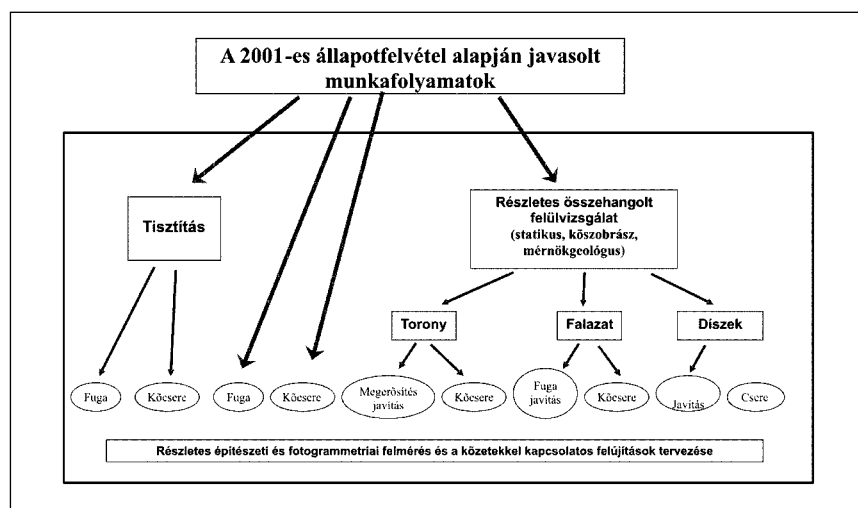 A 2001-es állapotfelvétel alapján javasolt
munkafolyamatok
Tisztítás
Részletes összehangolt
felülvizsgálat
(statikus, kőszobrász,
mérnökgeológus)
Torony
Falazat
Díszek
Fuga
Kőcsere
Fuga
Kőcsere
Megerősítés
javítás
Kőcsere
Fuga
javítás
Kőcsere
Javítás
Csere
Részletes építészeti és fotogrammetriai felmérés és a kőzetekkel kapcsolatos felújítások tervezése